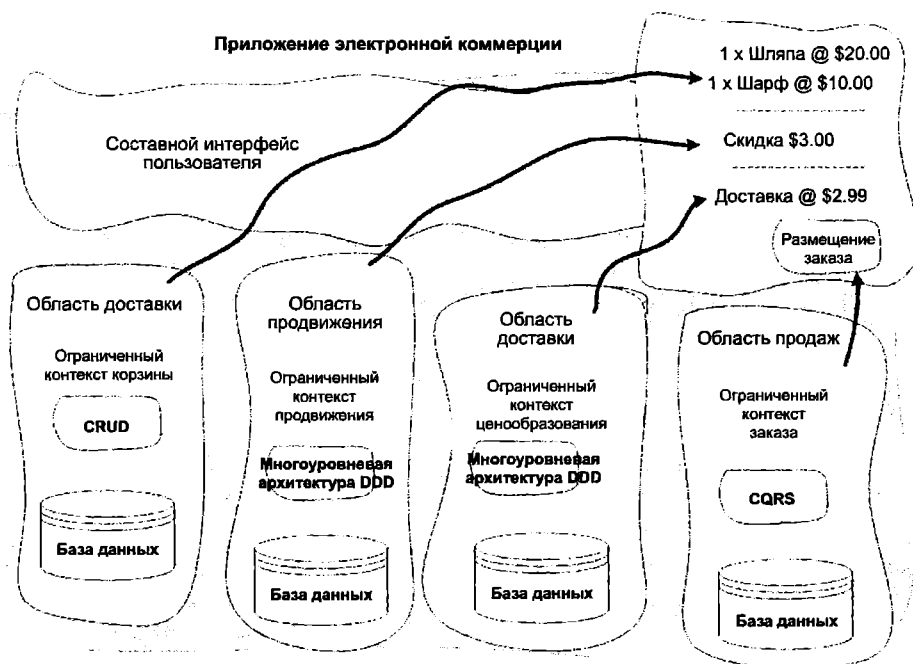 Приложение электронной коммерции
1 x Шляпа @ $20.00
1 x Шарф @ $10.00
Составной интерфейс
пользователя
Скидка $3.00
Доставка @ $2.99
Размещение
заказа
Область доставки
Ограниченный
контекст корзины
CRUD
База данных
Область
продвижения
Ограниченный
контекст
продвижения
Многоуровневая
архитектура DDD
База данных
Область
доставки
Ограниченный
контекст
ценообразования
Многоуровневая
архитектура DDD
База данных
Область продаж
Ограниченный
контекст
заказа
CQRS
База данных